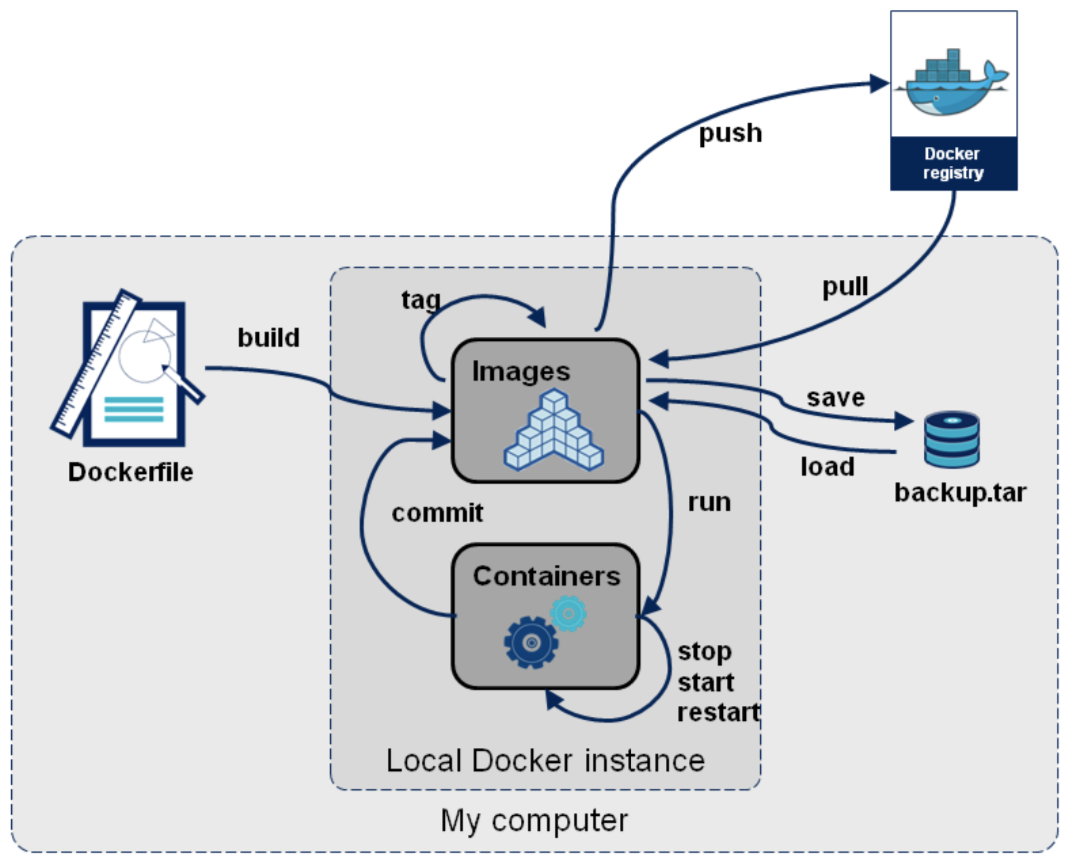 push
Docker
registry
pull
tag
build
Images
save
load
Dockerfile
backup.tar
commit
run
Containers
stop
start
restart
Local Docker instance
My computer